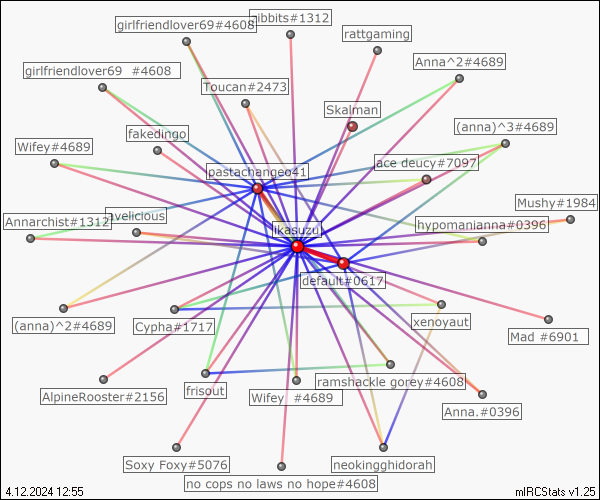 ribbits#1312
girlfriendlover69#4608
rattgaming
Anna^2#4689
girlfriendlover69 #4608
Toucan#2473
Skalman
(anna)^3#4689
fakedingo
Wifey#4689
ace deucy#7097
pastachangeo41
Mushy#1984
Annarchist#1312
avelicious
hyponanianna#0396
likasuzu
default#0617
(anna)^2#4689
Cypha#1717
xenoyaut
Mad #6901
ramshackle gorey#4608
frisout
AlpineRooster#2156
Wifey #4689
Anna.#0396
Soxy Foxy#5076
neokingghidorah
no cops no laws no hope#4608
4.12.2024 12:55
mIRCStats v1.25